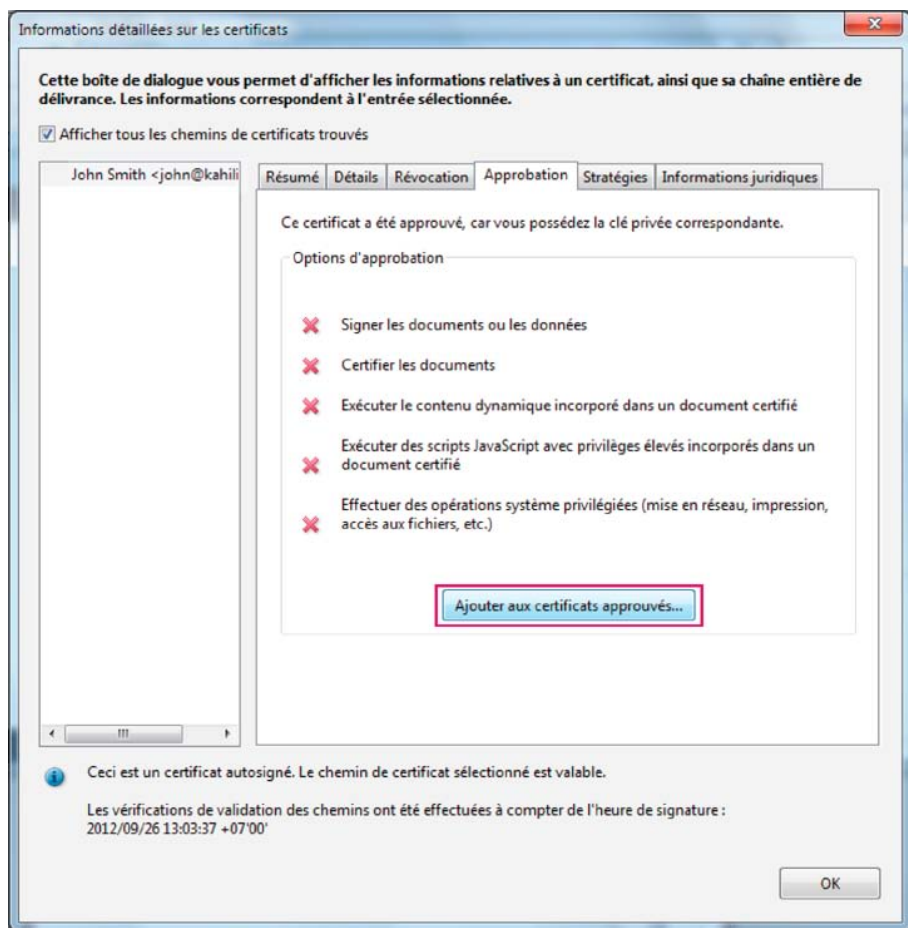 Informations détaillées sur les certificats
Cette boîte de dialogue vous permet d'afficher les informations relatives à un certificat, ainsi que sa chaîne entière de
délivrance. Les informations correspondent à l'entrée sélectionnée.
Afficher tous les chemins de certificats trouvés
John Smith <john@kahili
Résumé Détails Révocation Approbation Stratégies Informations juridiques
Ce certificat a été approuvé, car vous possédez la clé privée correspondante.
Options d'approbation
Signer les documents ou les données
Certifier les documents
Exécuter le contenu dynamique incorporé dans un document certifié
Exécuter des scripts JavaScript avec privilèges élevés incorporés dans un
document certifié
Effectuer des opérations système privilégiées (mise en réseau, impression,
accès aux fichiers, etc.)
Ajouter aux certificats approuvés...
Ceci est un certificat autosigné. Le chemin de certificat sélectionné est valable.
Les vérifications de validation des chemins ont été effectuées à compter de l'heure de signature :
2012/09/26 13:03:37 +07'00'
OK